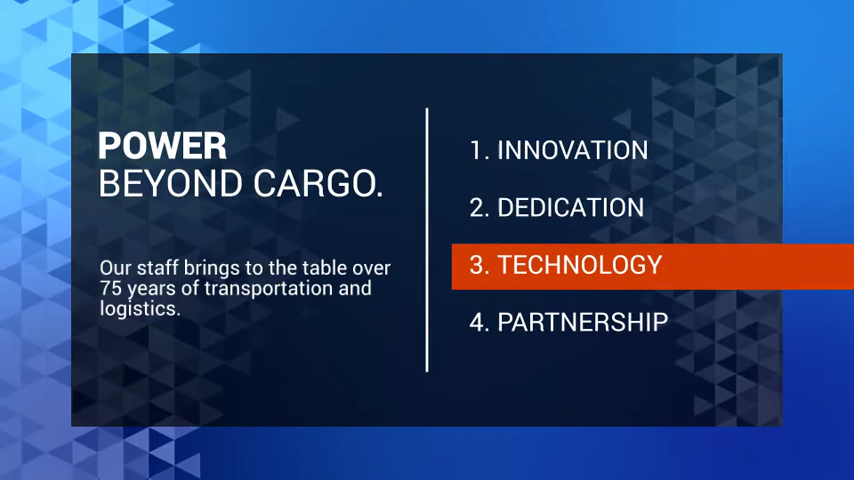 POWER
BEYOND CARGO.
Our staff brings to the table over
75 years of transportation and
logistics.
1. INNOVATION
2. DEDICATION
3. TECHNOLOGY
4. PARTNERSHIP